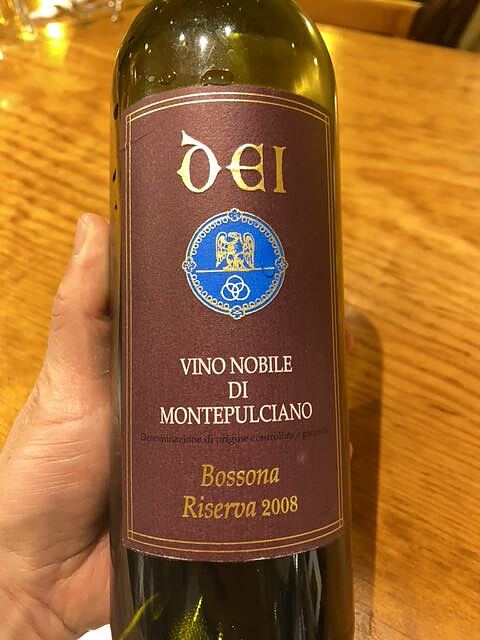 DEI
VINO NOBILE
DI
MONTEPULCIANO
Denominazione di origine controllata e garantita
Bossona
Riserva 2008